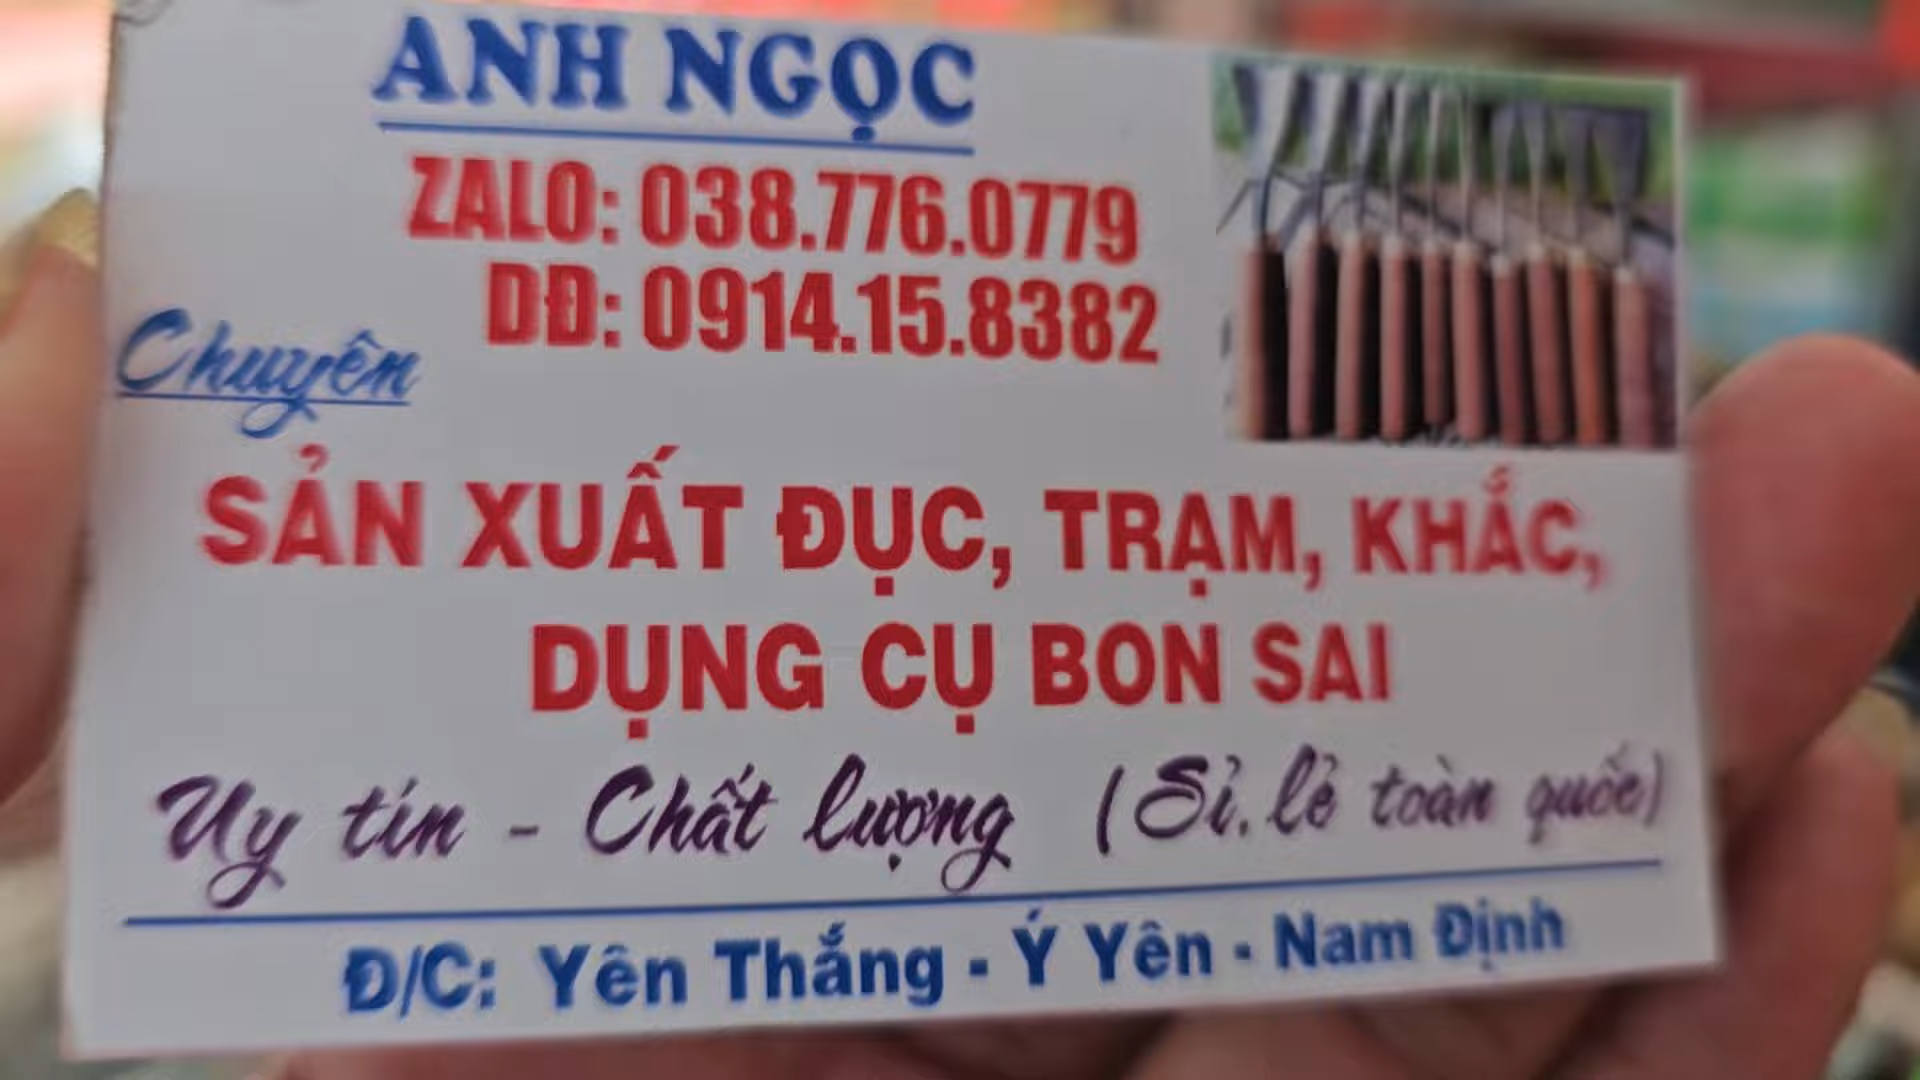 ANH NGỌC
ZALO: 038.776.0779
DĐ: 0914.15.8382
Chuyên
SẢN XUẤT ĐỤC, TRẠM, KHẮC,
DỤNG CỤ BON SAI
Uy tín - Chất lượng (Sỉ, lẻ toàn quốc)
Đ/C: Yên Thắng - Ý Yên - Nam Định